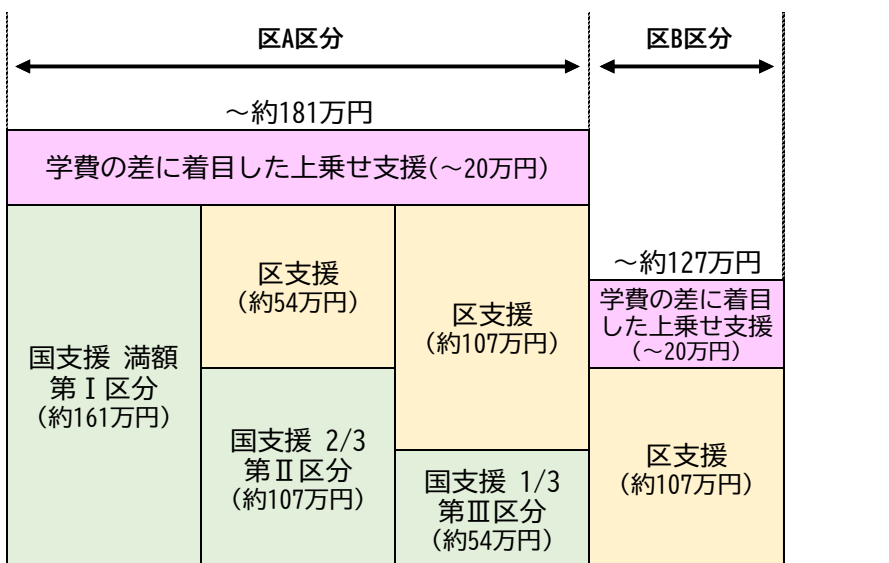 区A区分
区B区分
～約181万円
学費の差に着目した上乗せ支援(～20万円)
国支援 満額
第Ⅰ区分
(約161万円)
区支援
(約54万円)
国支援 2/3
第Ⅱ区分
(約107万円)
区支援
(約107万円)
国支援 1/3
第Ⅲ区分
(約54万円)
～約127万円
学費の差に着目
した上乗せ支援
(～20万円)
区支援
(約107万円)